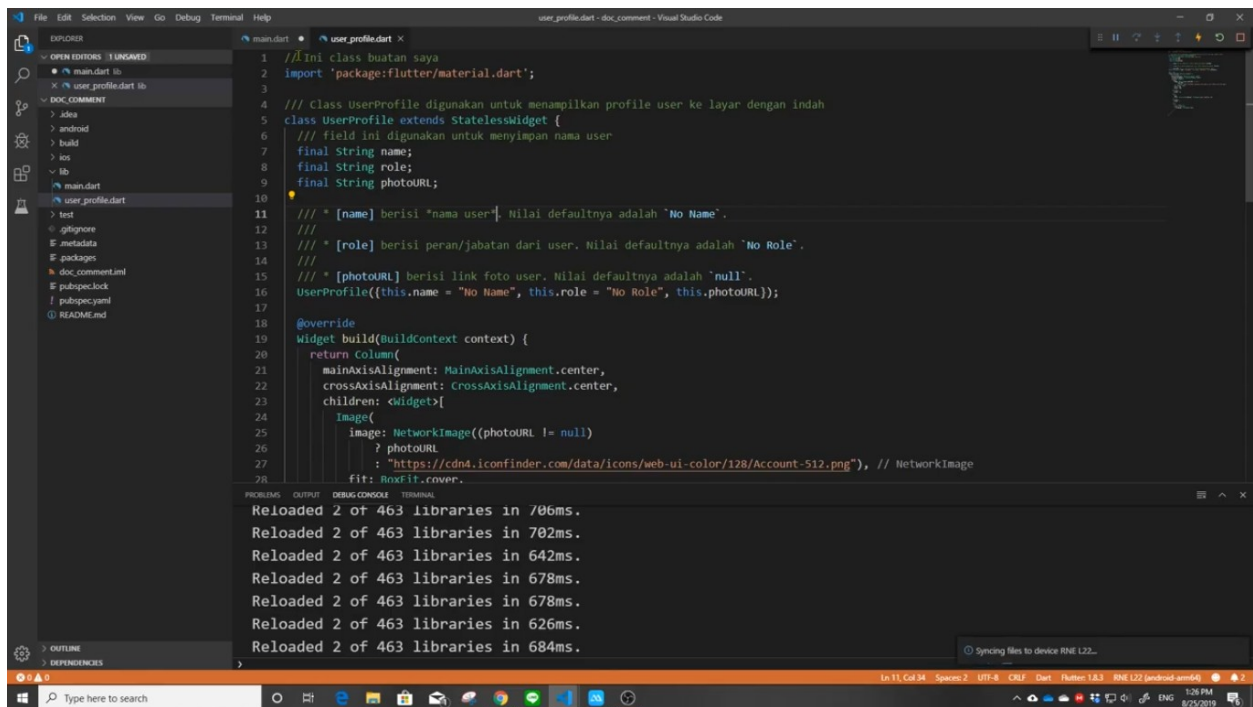 File Edit Selection View Go Debug Terminal Help
user_profile.dart - doc_comment - Visual Studio Code
EXPLORER
OPEN EDITORS 1 UNSAVED
main.dart lib
user_profile.dart lib
DOC_COMMENT
.idea
android
build
ios
lib
main.dart
user_profile.dart
test
.gitignore
.metadata
.packages
doc_comment.iml
pubspec.lock
pubspec.yaml
README.md
OUTLINE
DEPENDENCIES
main.dart
user_profile.dart
1 // Ini class buatan saya
2 import 'package:flutter/material.dart';
3
4 /// Class UserProfile digunakan untuk menampilkan profile user ke layar dengan indah
5 class UserProfile extends StatelessWidget {
6 /// field ini digunakan untuk menyimpan nama user
7 final String name;
8 final String role;
9 final String photoURL;
10
11 /// * [name] berisi *nama user*. Nilai defaultnya adalah `No Name`.
12 ///
13 /// * [role] berisi peran/jabatan dari user. Nilai defaultnya adalah `No Role`.
14 ///
15 /// * [photoURL] berisi link foto user. Nilai defaultnya adalah `null`.
16 UserProfile({this.name = "No Name", this.role = "No Role", this.photoURL});
17
18 @override
19 Widget build(BuildContext context) {
20 return Column(
21 mainAxisAlignment: MainAxisAlignment.center,
22 crossAxisAlignment: CrossAxisAlignment.center,
23 children: <Widget>[
24 Image(
25 image: NetworkImage((photoURL != null)
26 ? photoURL
27 : "https://cdn4.iconfinder.com/data/icons/web-ui-color/128/Account-512.png"), // NetworkImage
28 fit: BoxFit.cover,
PROBLEMS OUTPUT DEBUG CONSOLE TERMINAL
Reloaded 2 of 463 libraries in 706ms.
Reloaded 2 of 463 libraries in 702ms.
Reloaded 2 of 463 libraries in 642ms.
Reloaded 2 of 463 libraries in 678ms.
Reloaded 2 of 463 libraries in 678ms.
Reloaded 2 of 463 libraries in 626ms.
Reloaded 2 of 463 libraries in 684ms.
Syncing files to device RNE L22...
0 0 Ln 11, Col 34 Spaces: 2 UTF-8 CRLF Dart Flutter: 1.8.3 RNE L22 (android-arm64) 2
Type here to search
ENG
1:26 PM
8/25/2019